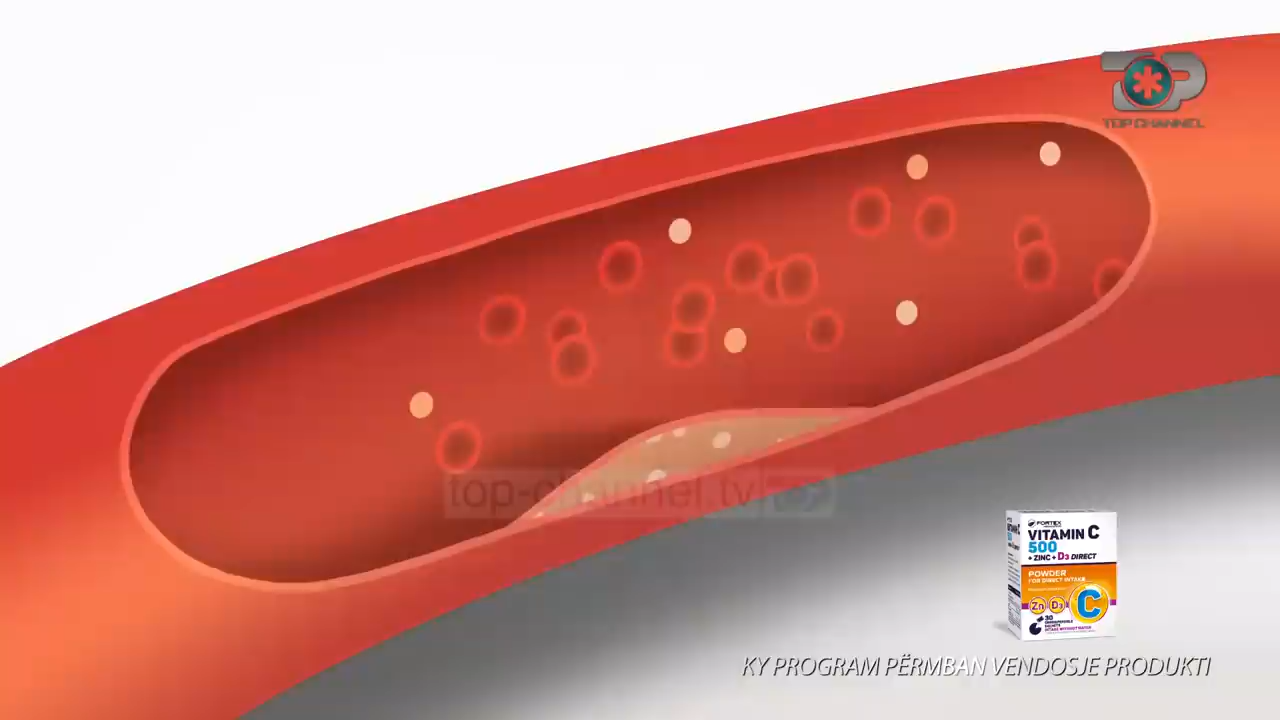 TOP CHANNEL
top-channel.tv
FORTEX
VITAMIN C
500
+ ZINC + D3 DIRECT
POWDER
FOR DIRECT INTAKE
Zn D3 C
30
KY PROGRAM PËRMBAN VENDOSJE PRODUKTI